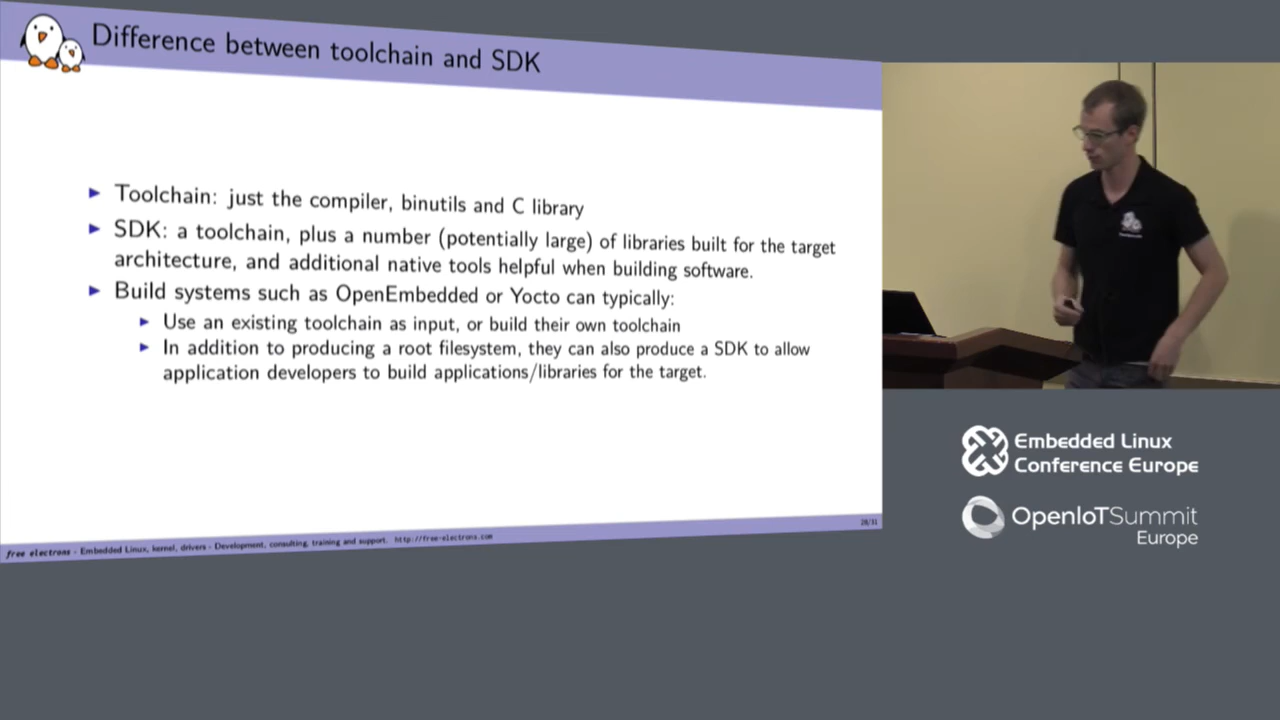 Difference between toolchain and SDK
Toolchain: just the compiler, binutils and C library
SDK: a toolchain, plus a number (potentially large) of libraries built for the target
architecture, and additional native tools helpful when building software.
Build systems such as OpenEmbedded or Yocto can typically:
Use an existing toolchain as input, or build their own toolchain
In addition to producing a root filesystem, they can also produce a SDK to allow
application developers to build applications/libraries for the target.
free electrons - Embedded Linux, kernel, drivers - Development, consulting, training and support. http://free-electrons.com
28/31
Embedded Linux
Conference Europe
OpenIoTSummit
Europe